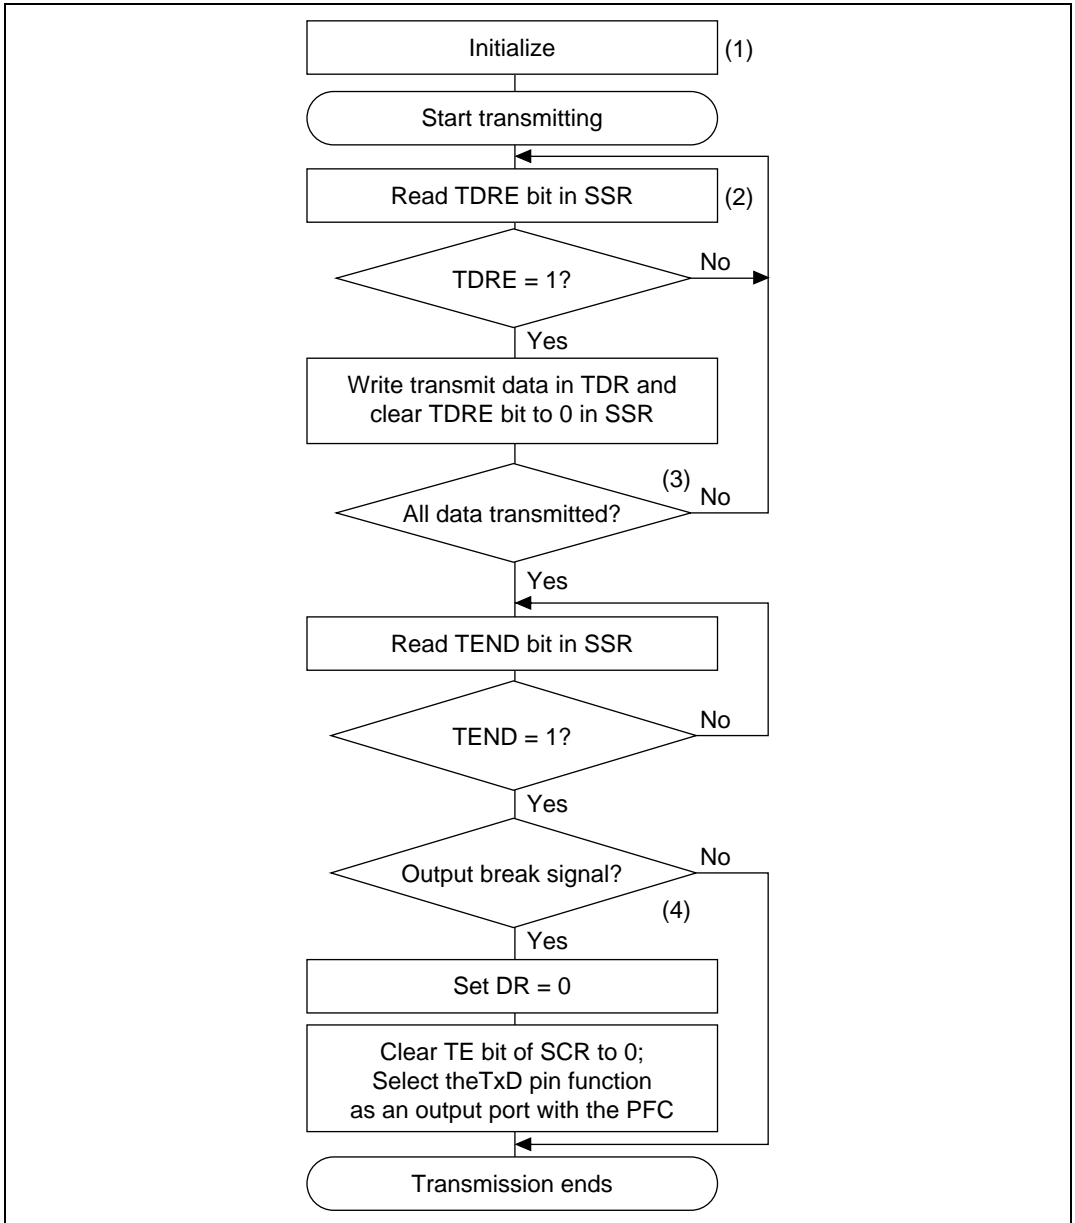 Initialize
(1)
Start transmitting
Read TDRE bit in SSR
(2)
TDRE = 1?
No
Yes
Write transmit data in TDR and
clear TDRE bit to 0 in SSR
(3)
All data transmitted?
No
Yes
Read TEND bit in SSR
TEND = 1?
No
Yes
Output break signal?
No
(4)
Yes
Set DR = 0
Clear TE bit of SCR to 0;
Select theTxD pin function
as an output port with the PFC
Transmission ends